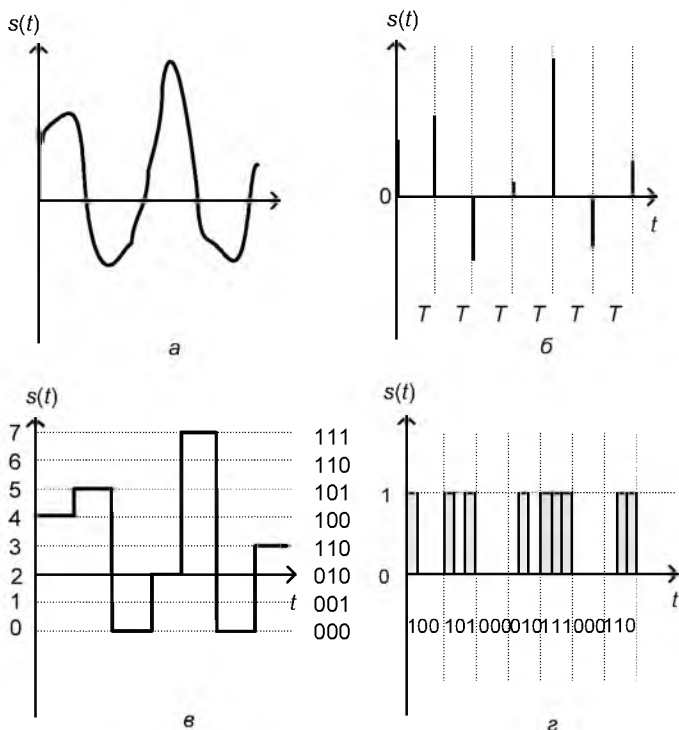 s(t)
s(t)
0
t
T T T T T T
а
б
s(t)
7 111
6 110
5 101
4 100
3 110
2 010
1 001
0 000
t
в
s(t)
1
0
t
100 101 000 010 111 000 110
г